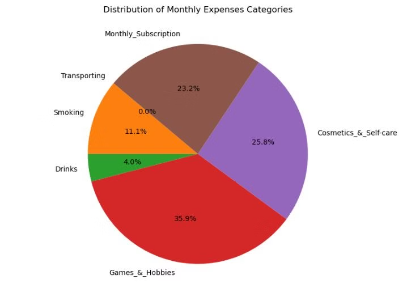 Distribution of Monthly Expenses Categories
Monthly_Subscription
Transporting
23.2%
0.0%
Smoking
11.1%
Cosmetics_&_Self-care
25.8%
Drinks
4.0%
35.9%
Games_&_Hobbies